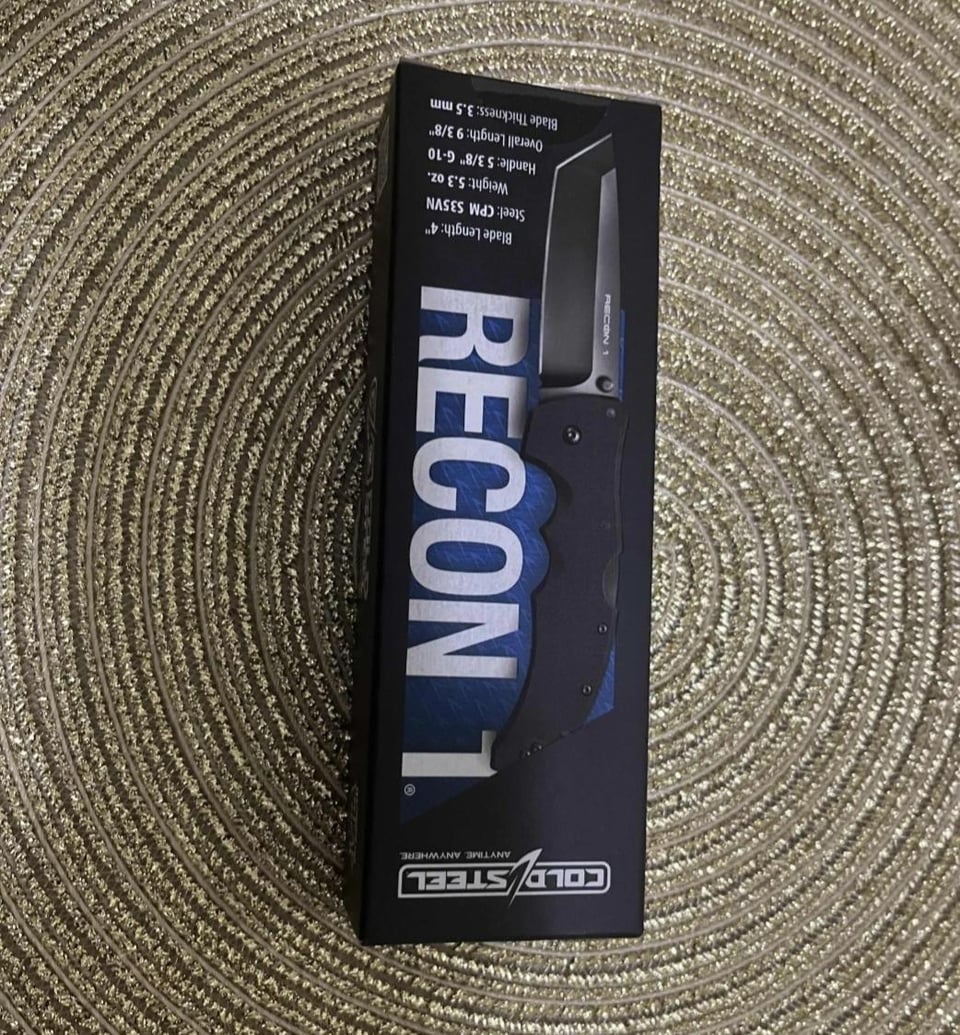 COLD STEEL
ANYTIME. ANYWHERE.
RECON 1®
RECON 1
Blade Length: 4"
Steel: CPM S35VN
Weight: 5.3 oz.
Handle: 5 3/8" G-10
Overall Length: 9 3/8"
Blade Thickness: 3.5 mm